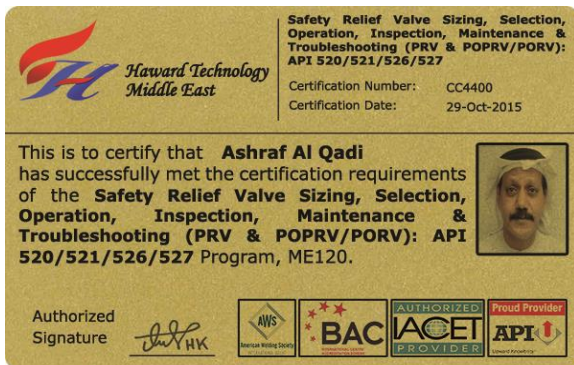 Haward Technology
Middle East
Safety Relief Valve Sizing, Selection,
Operation, Inspection, Maintenance &
Troubleshooting (PRV & POPRV/PORV):
API 520/521/526/527
Certification Number: CC4400
Certification Date: 29-Oct-2015
This is to certify that Ashraf Al Qadi
has successfully met the certification requirements
of the Safety Relief Valve Sizing, Selection,
Operation, Inspection, Maintenance &
Troubleshooting (PRV & POPRV/PORV): API
520/521/526/527 Program, ME120.
Authorized
Signature
HK
AWS
American Welding Society
BAC
AUTHORIZED
IACET
PROVIDER
Proud Provider
API